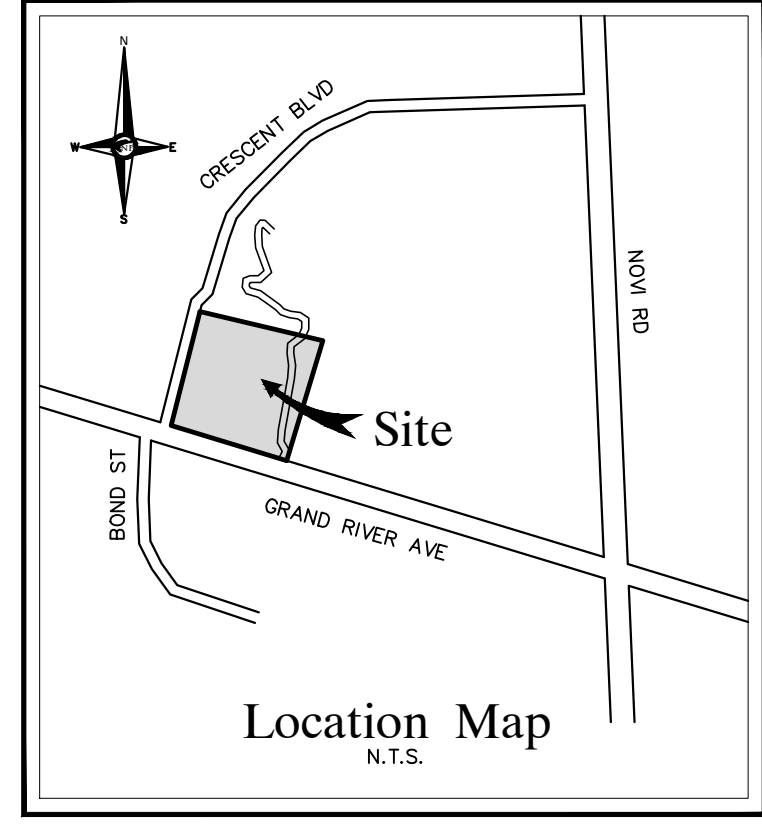 N
W
E
S
CRESCENT BLVD
NOVI RD
Site
BOND ST
GRAND RIVER AVE
Location Map
N.T.S.